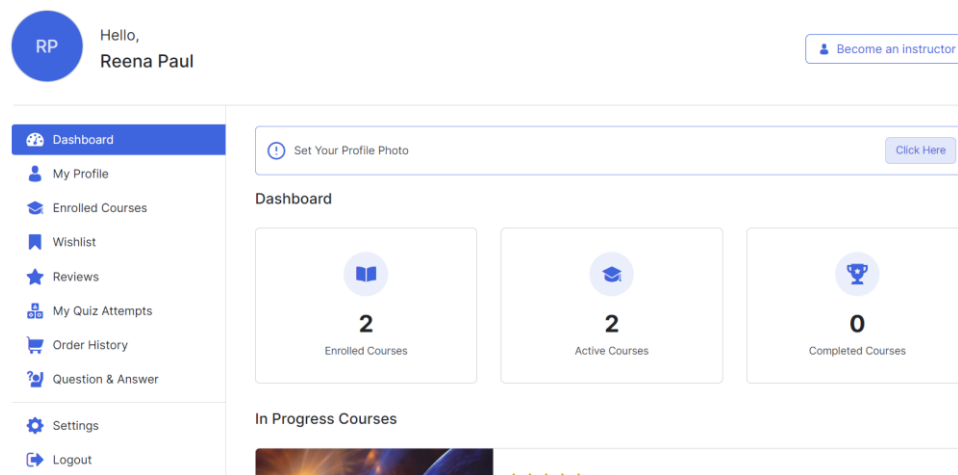 RP
Hello,
Reena Paul
Become an instructor
Dashboard
My Profile
Enrolled Courses
Wishlist
Reviews
My Quiz Attempts
Order History
Question & Answer
Settings
Logout
Set Your Profile Photo
Click Here
Dashboard
2
Enrolled Courses
2
Active Courses
0
Completed Courses
In Progress Courses